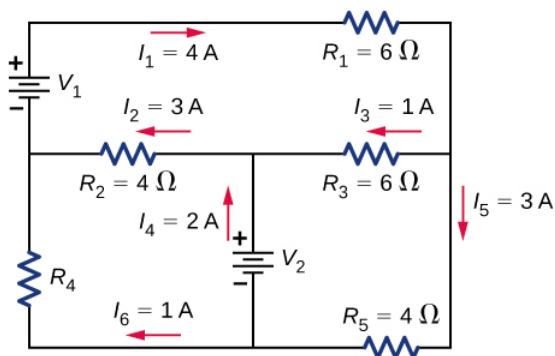 I₁ = 4 A
R₁ = 6 Ω
+
V₁
−
I₂ = 3 A
I₃ = 1 A
R₂ = 4 Ω
R₃ = 6 Ω
I₄ = 2 A
I₅ = 3 A
+
V₂
−
R₄
I₆ = 1 A
R₅ = 4 Ω